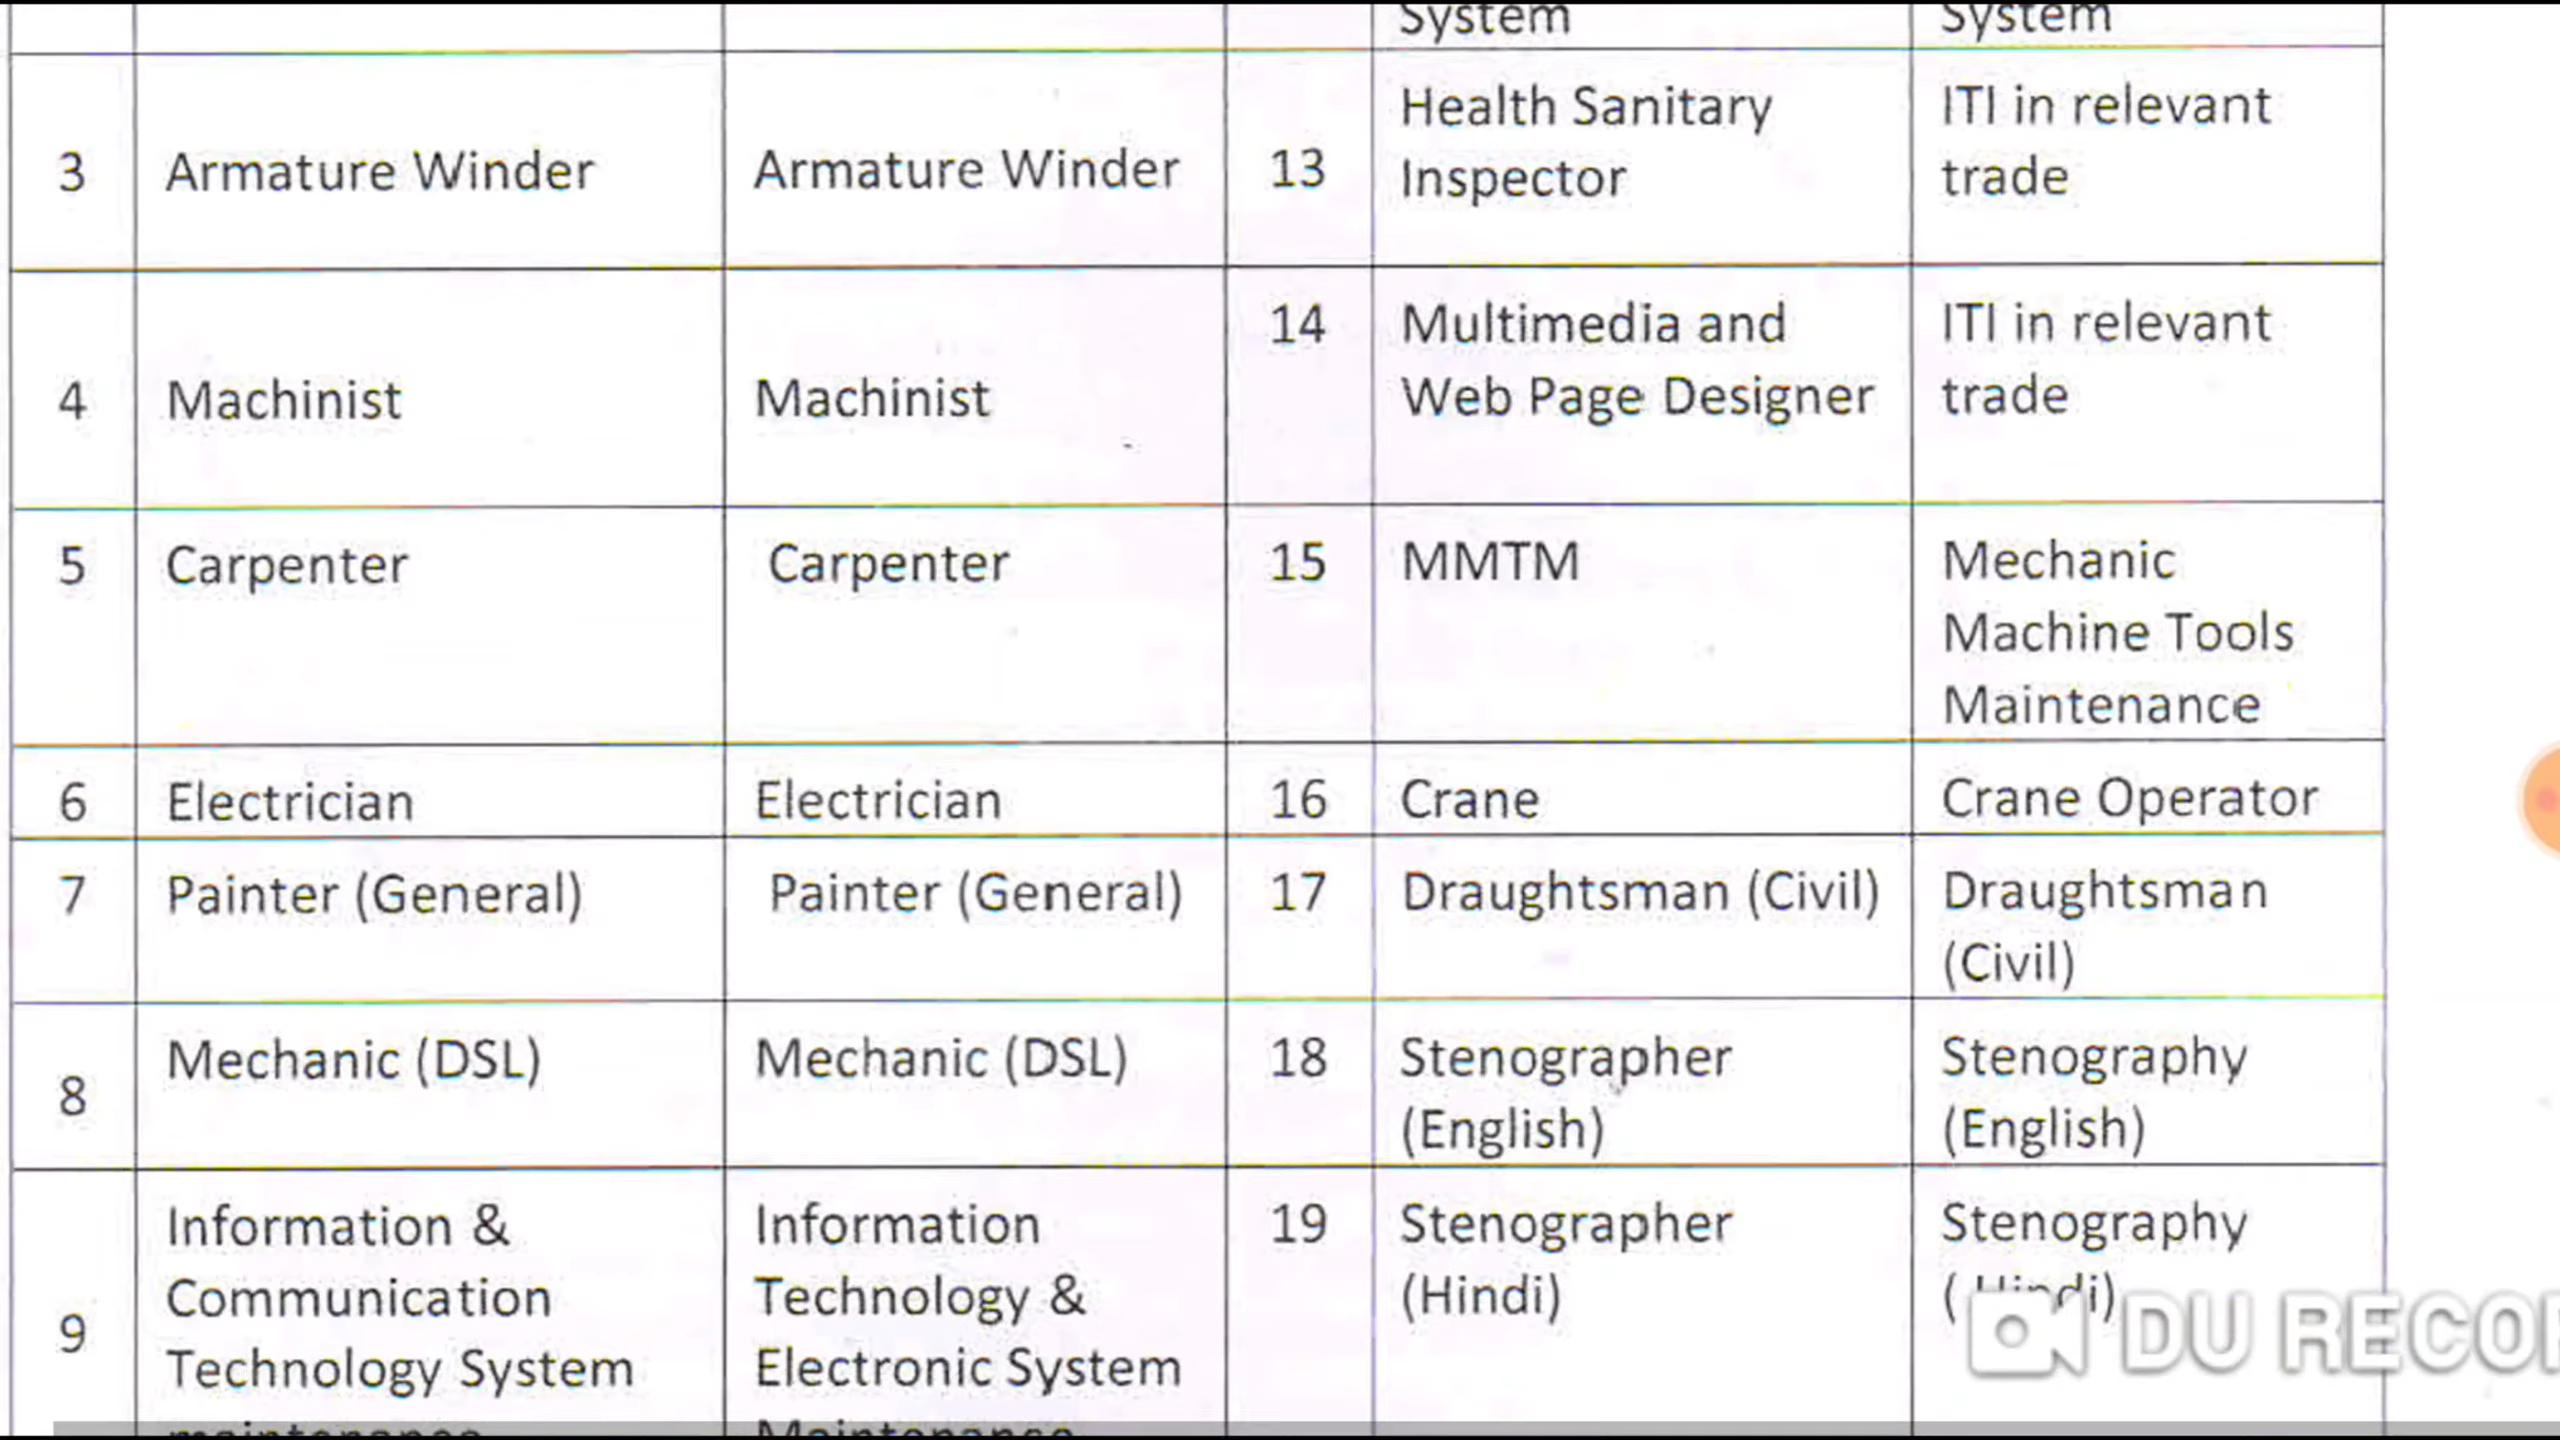 System System
3 Armature Winder Armature Winder 13 Health Sanitary Inspector ITI in relevant trade
4 Machinist Machinist 14 Multimedia and Web Page Designer ITI in relevant trade
5 Carpenter Carpenter 15 MMTM Mechanic Machine Tools Maintenance
6 Electrician Electrician 16 Crane Crane Operator
7 Painter (General) Painter (General) 17 Draughtsman (Civil) Draughtsman (Civil)
8 Mechanic (DSL) Mechanic (DSL) 18 Stenographer (English) Stenography (English)
9 Information & Communication Technology System maintenance Information Technology & Electronic System Maintenance 19 Stenographer (Hindi) Stenography (Hindi)
DU RECOR